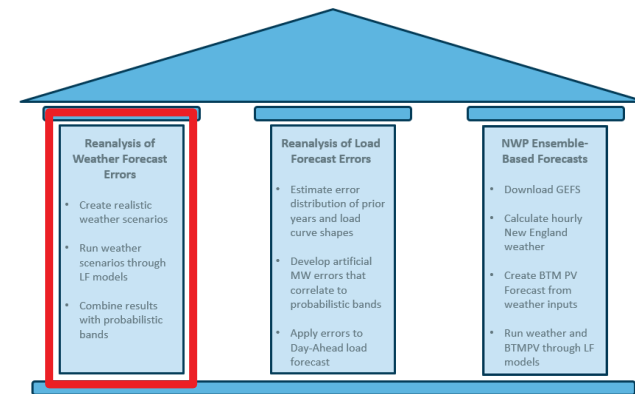 Reanalysis of
Weather Forecast
Errors
• Create realistic
weather scenarios
• Run weather
scenarios through
LF models
• Combine results
with probabilistic
bands
Reanalysis of Load
Forecast Errors
• Estimate error
distribution of prior
years and load
curve shapes
• Develop artificial
MW errors that
correlate to
probabilistic bands
• Apply errors to
Day-Ahead load
forecast
NWP Ensemble-
Based Forecasts
• Download GEFS
• Calculate hourly
New England
weather
• Create BTM PV
Forecast from
weather inputs
• Run weather and
BTMPV through LF
models